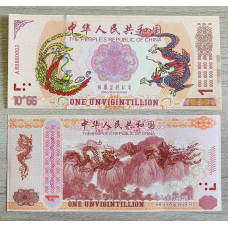 中华人民共和国
THE PEOPLE'S REPUBLIC OF CHINA
10^66
1
ONE UNVIGINTILLION
中华人民共和国
THE PEOPLE'S REPUBLIC OF CHINA
ONE UNVIGINTILLION